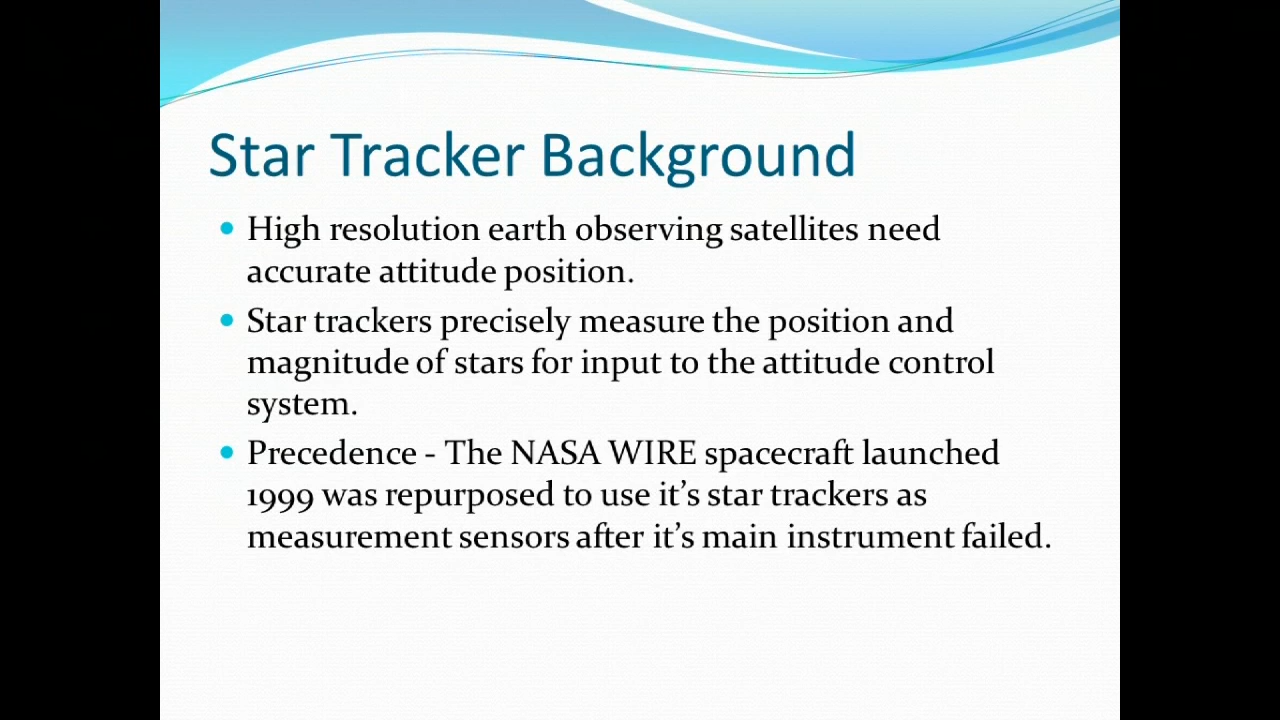 Star Tracker Background
High resolution earth observing satellites need
accurate attitude position.
Star trackers precisely measure the position and
magnitude of stars for input to the attitude control
system.
Precedence - The NASA WIRE spacecraft launched
1999 was repurposed to use it’s star trackers as
measurement sensors after it’s main instrument failed.